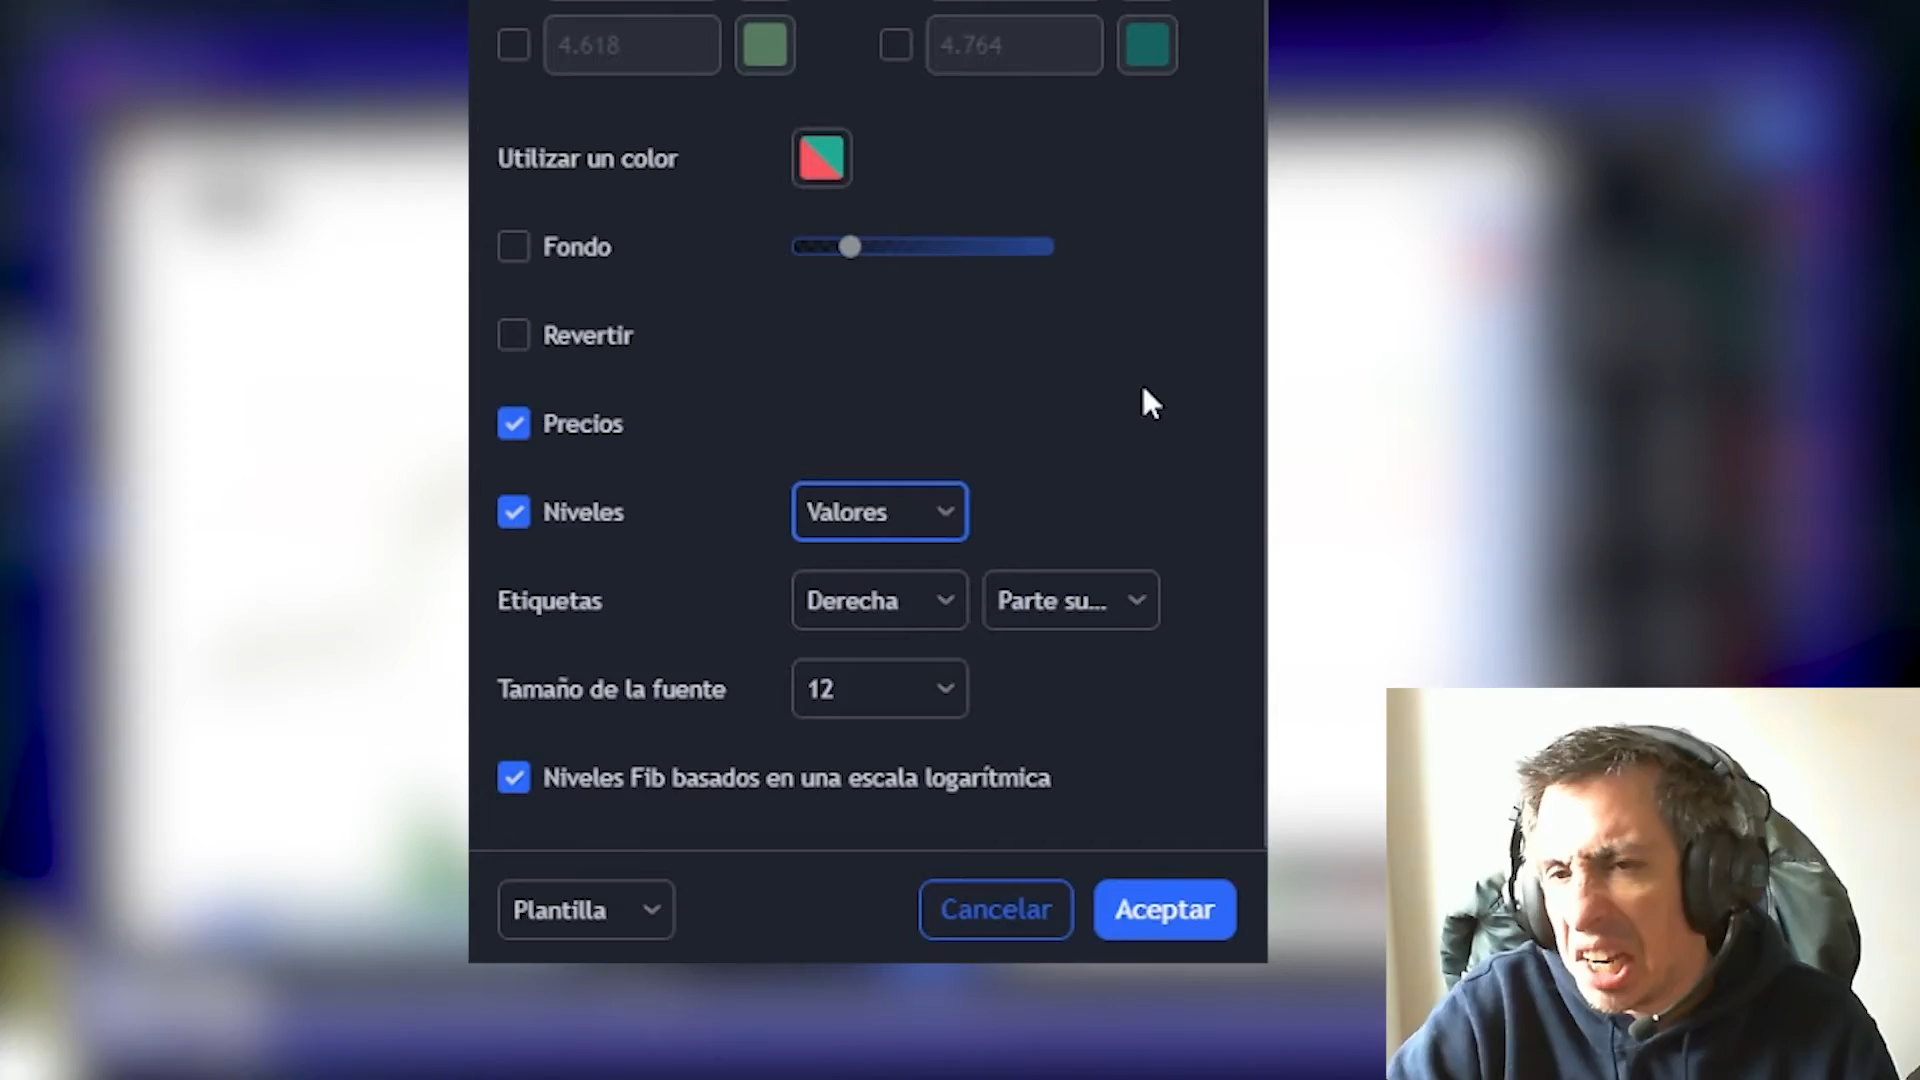 4.618 4.764
Utilizar un color
Fondo
Revertir
Precios
Niveles Valores
Etiquetas Derecha Parte su...
Tamaño de la fuente 12
Niveles Fib basados en una escala logarítmica
Plantilla Cancelar Aceptar